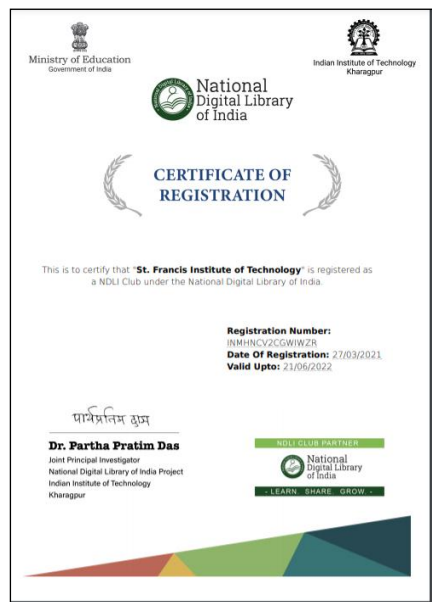 Ministry of Education
Government of India
Indian Institute of Technology
Kharagpur
National
Digital Library
of India
CERTIFICATE OF
REGISTRATION
This is to certify that "St. Francis Institute of Technology" is registered as
a NDLI Club under the National Digital Library of India.
Registration Number:
INMHNCV2CGWIWZR
Date Of Registration: 27/03/2021
Valid Upto: 21/06/2022
पार्थप्रतिम दास
Dr. Partha Pratim Das
Joint Principal Investigator
National Digital Library of India Project
Indian Institute of Technology
Kharagpur
NDLI CLUB PARTNER
National
Digital Library
of India
- LEARN. SHARE. GROW. -